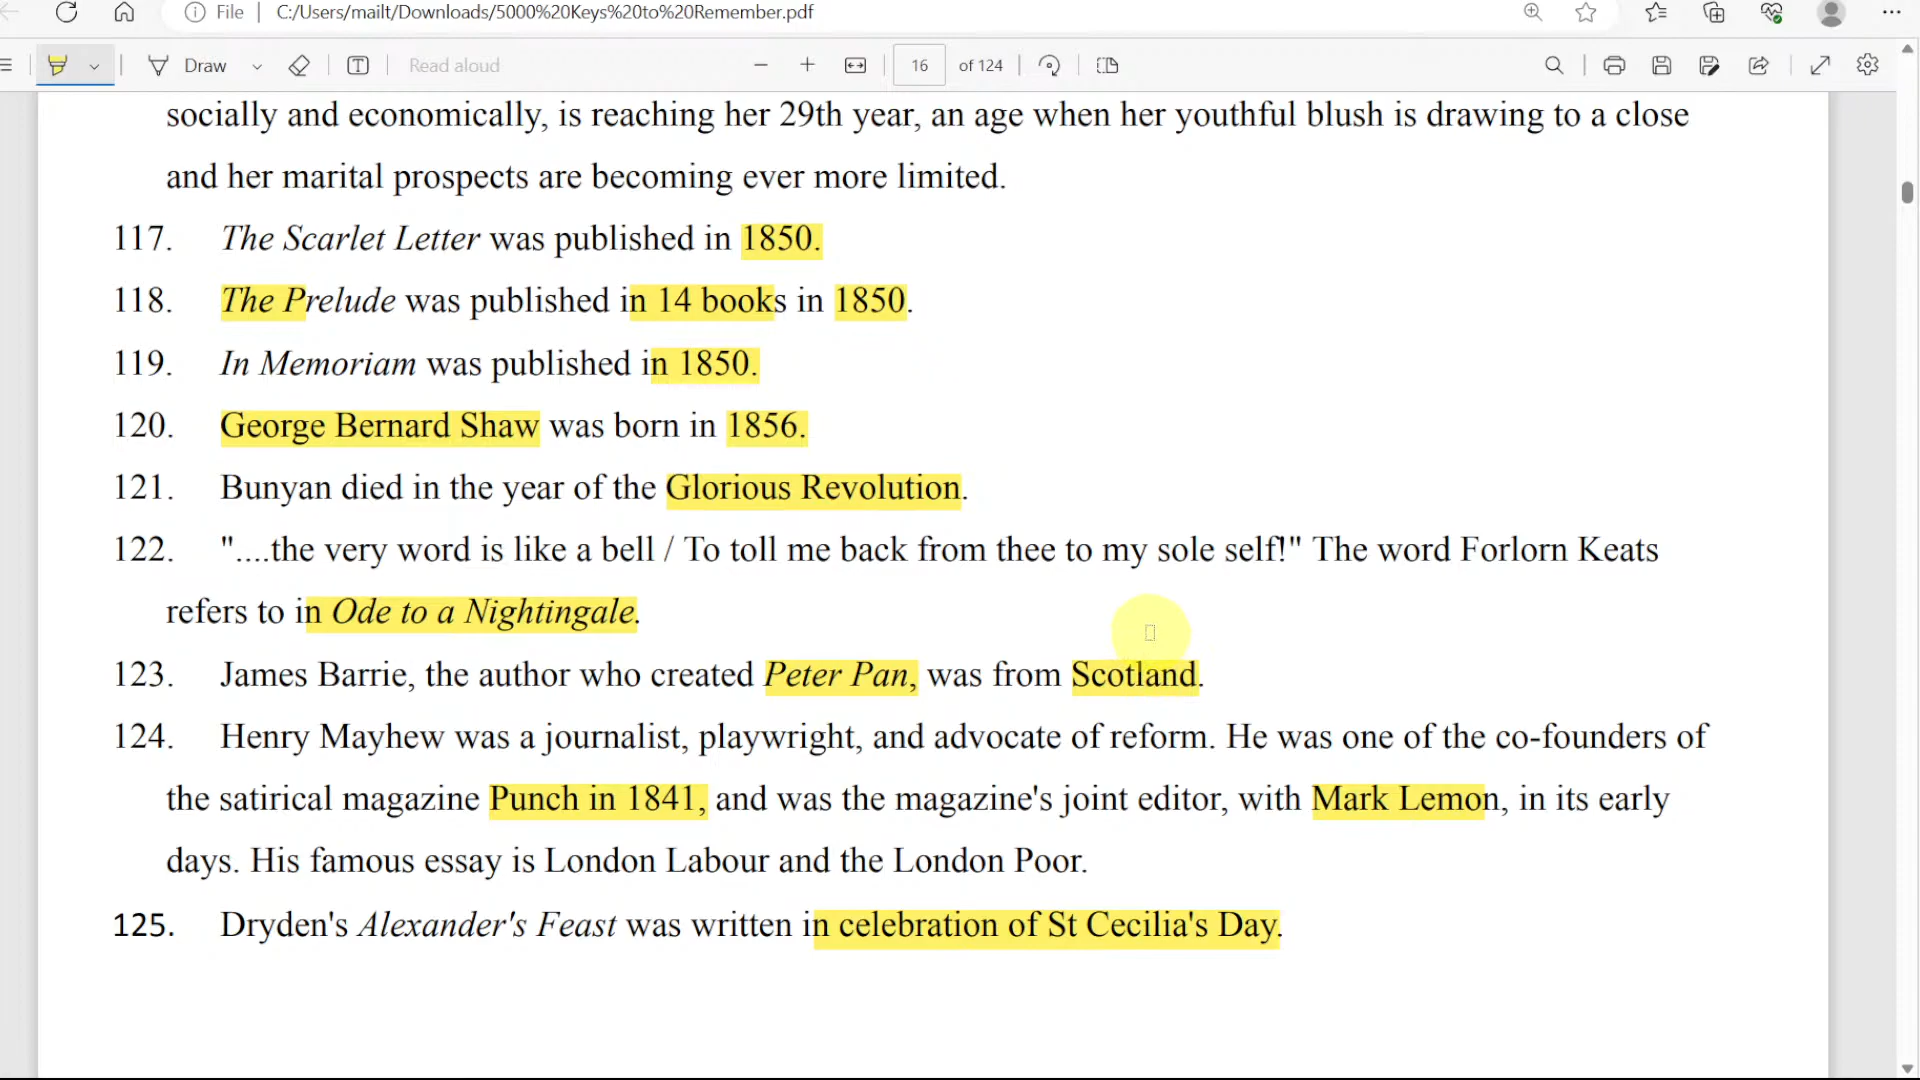 File | C:/Users/mailt/Downloads/5000%20Keys%20to%20Remember.pdf
Draw
Read aloud
16 of 124
socially and economically, is reaching her 29th year, an age when her youthful blush is drawing to a close
and her marital prospects are becoming ever more limited.
117. The Scarlet Letter was published in 1850.
118. The Prelude was published in 14 books in 1850.
119. In Memoriam was published in 1850.
120. George Bernard Shaw was born in 1856.
121. Bunyan died in the year of the Glorious Revolution.
122. "....the very word is like a bell / To toll me back from thee to my sole self!" The word Forlorn Keats
refers to in Ode to a Nightingale.
123. James Barrie, the author who created Peter Pan, was from Scotland.
124. Henry Mayhew was a journalist, playwright, and advocate of reform. He was one of the co-founders of
the satirical magazine Punch in 1841, and was the magazine's joint editor, with Mark Lemon, in its early
days. His famous essay is London Labour and the London Poor.
125. Dryden's Alexander's Feast was written in celebration of St Cecilia's Day.